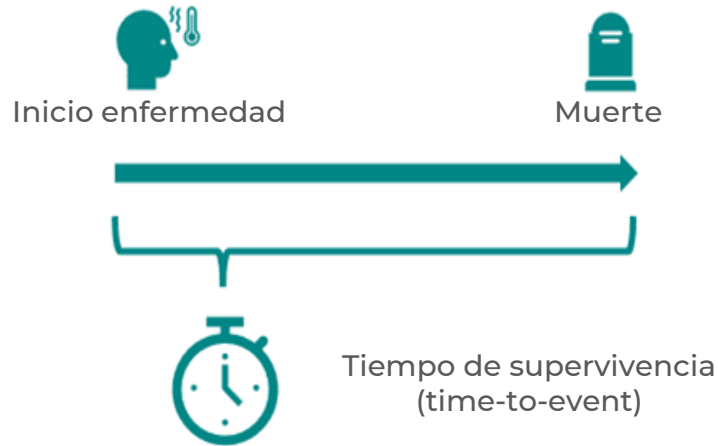 Inicio enfermedad
Muerte
Tiempo de supervivencia
(time-to-event)